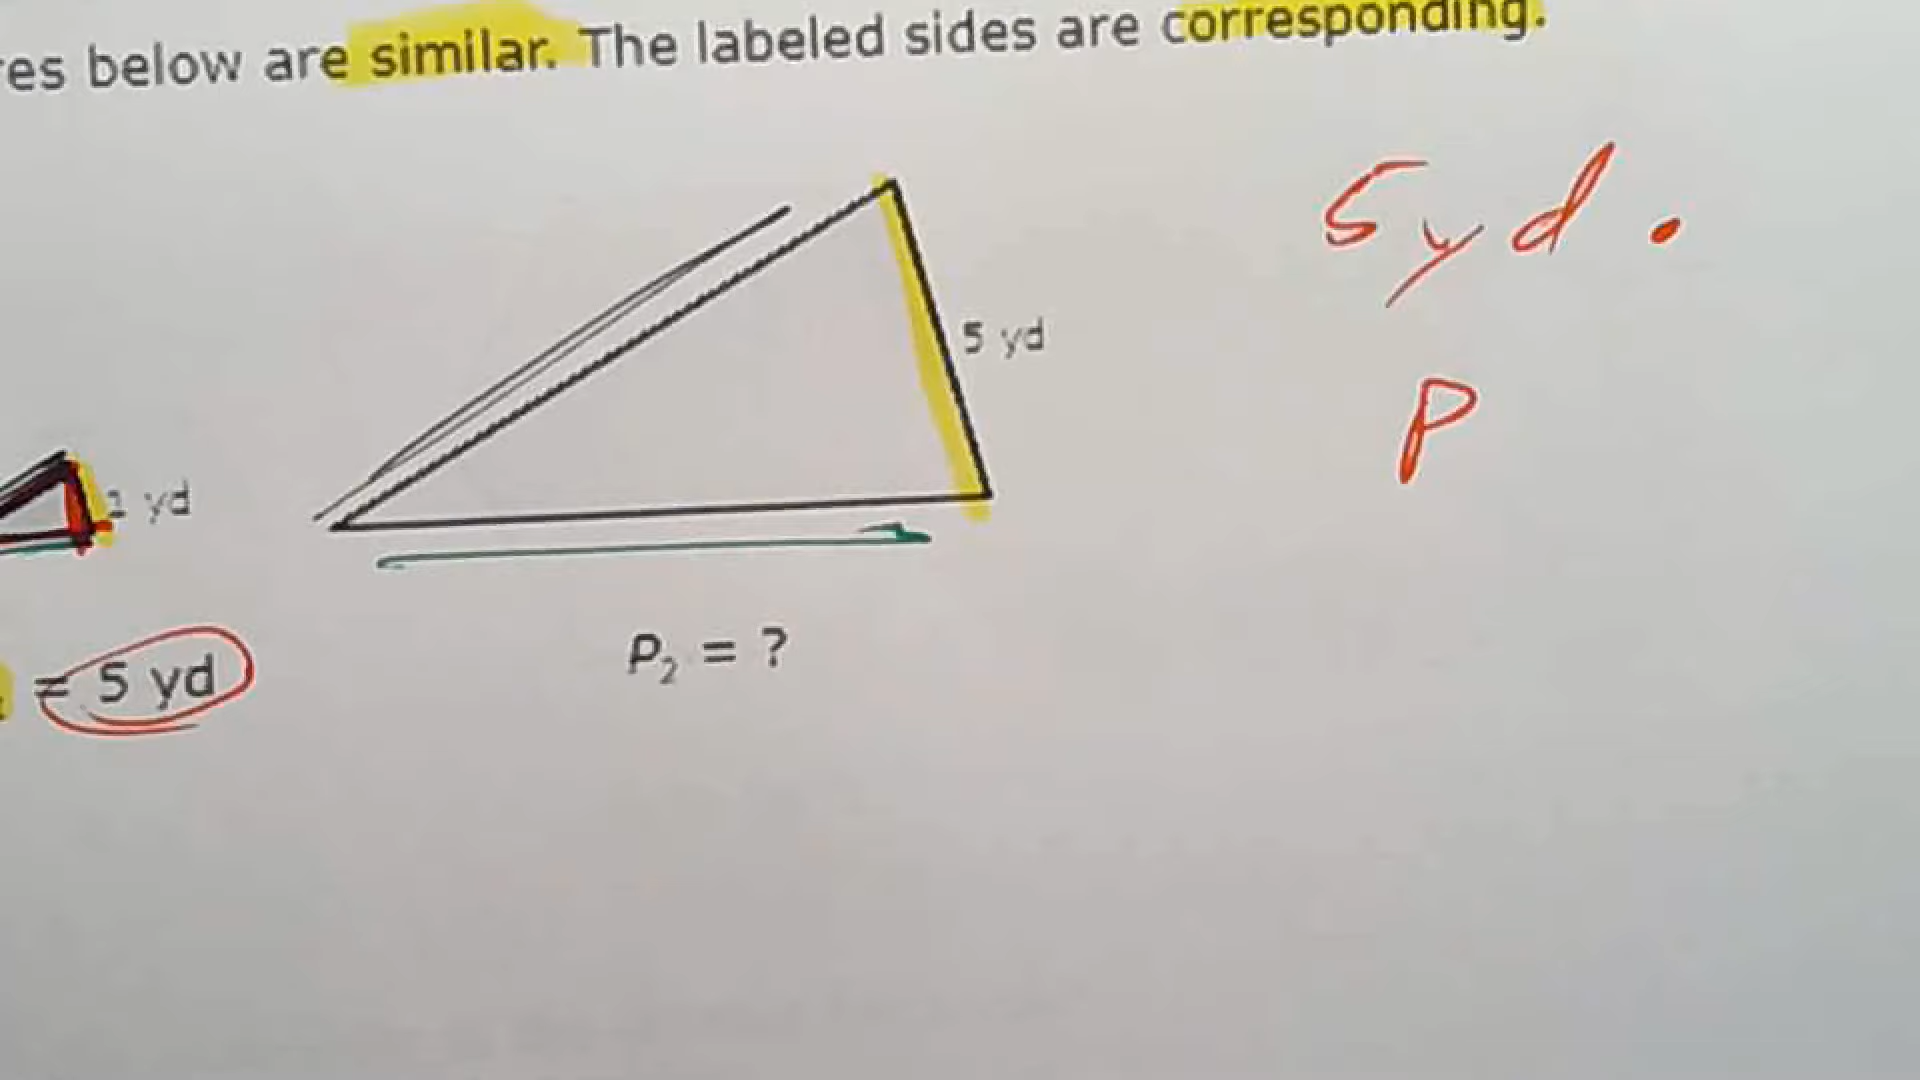 es below are similar. The labeled sides are corresponding.
5 yd.
5 yd
P
yd
= 5 yd
P₂ = ?